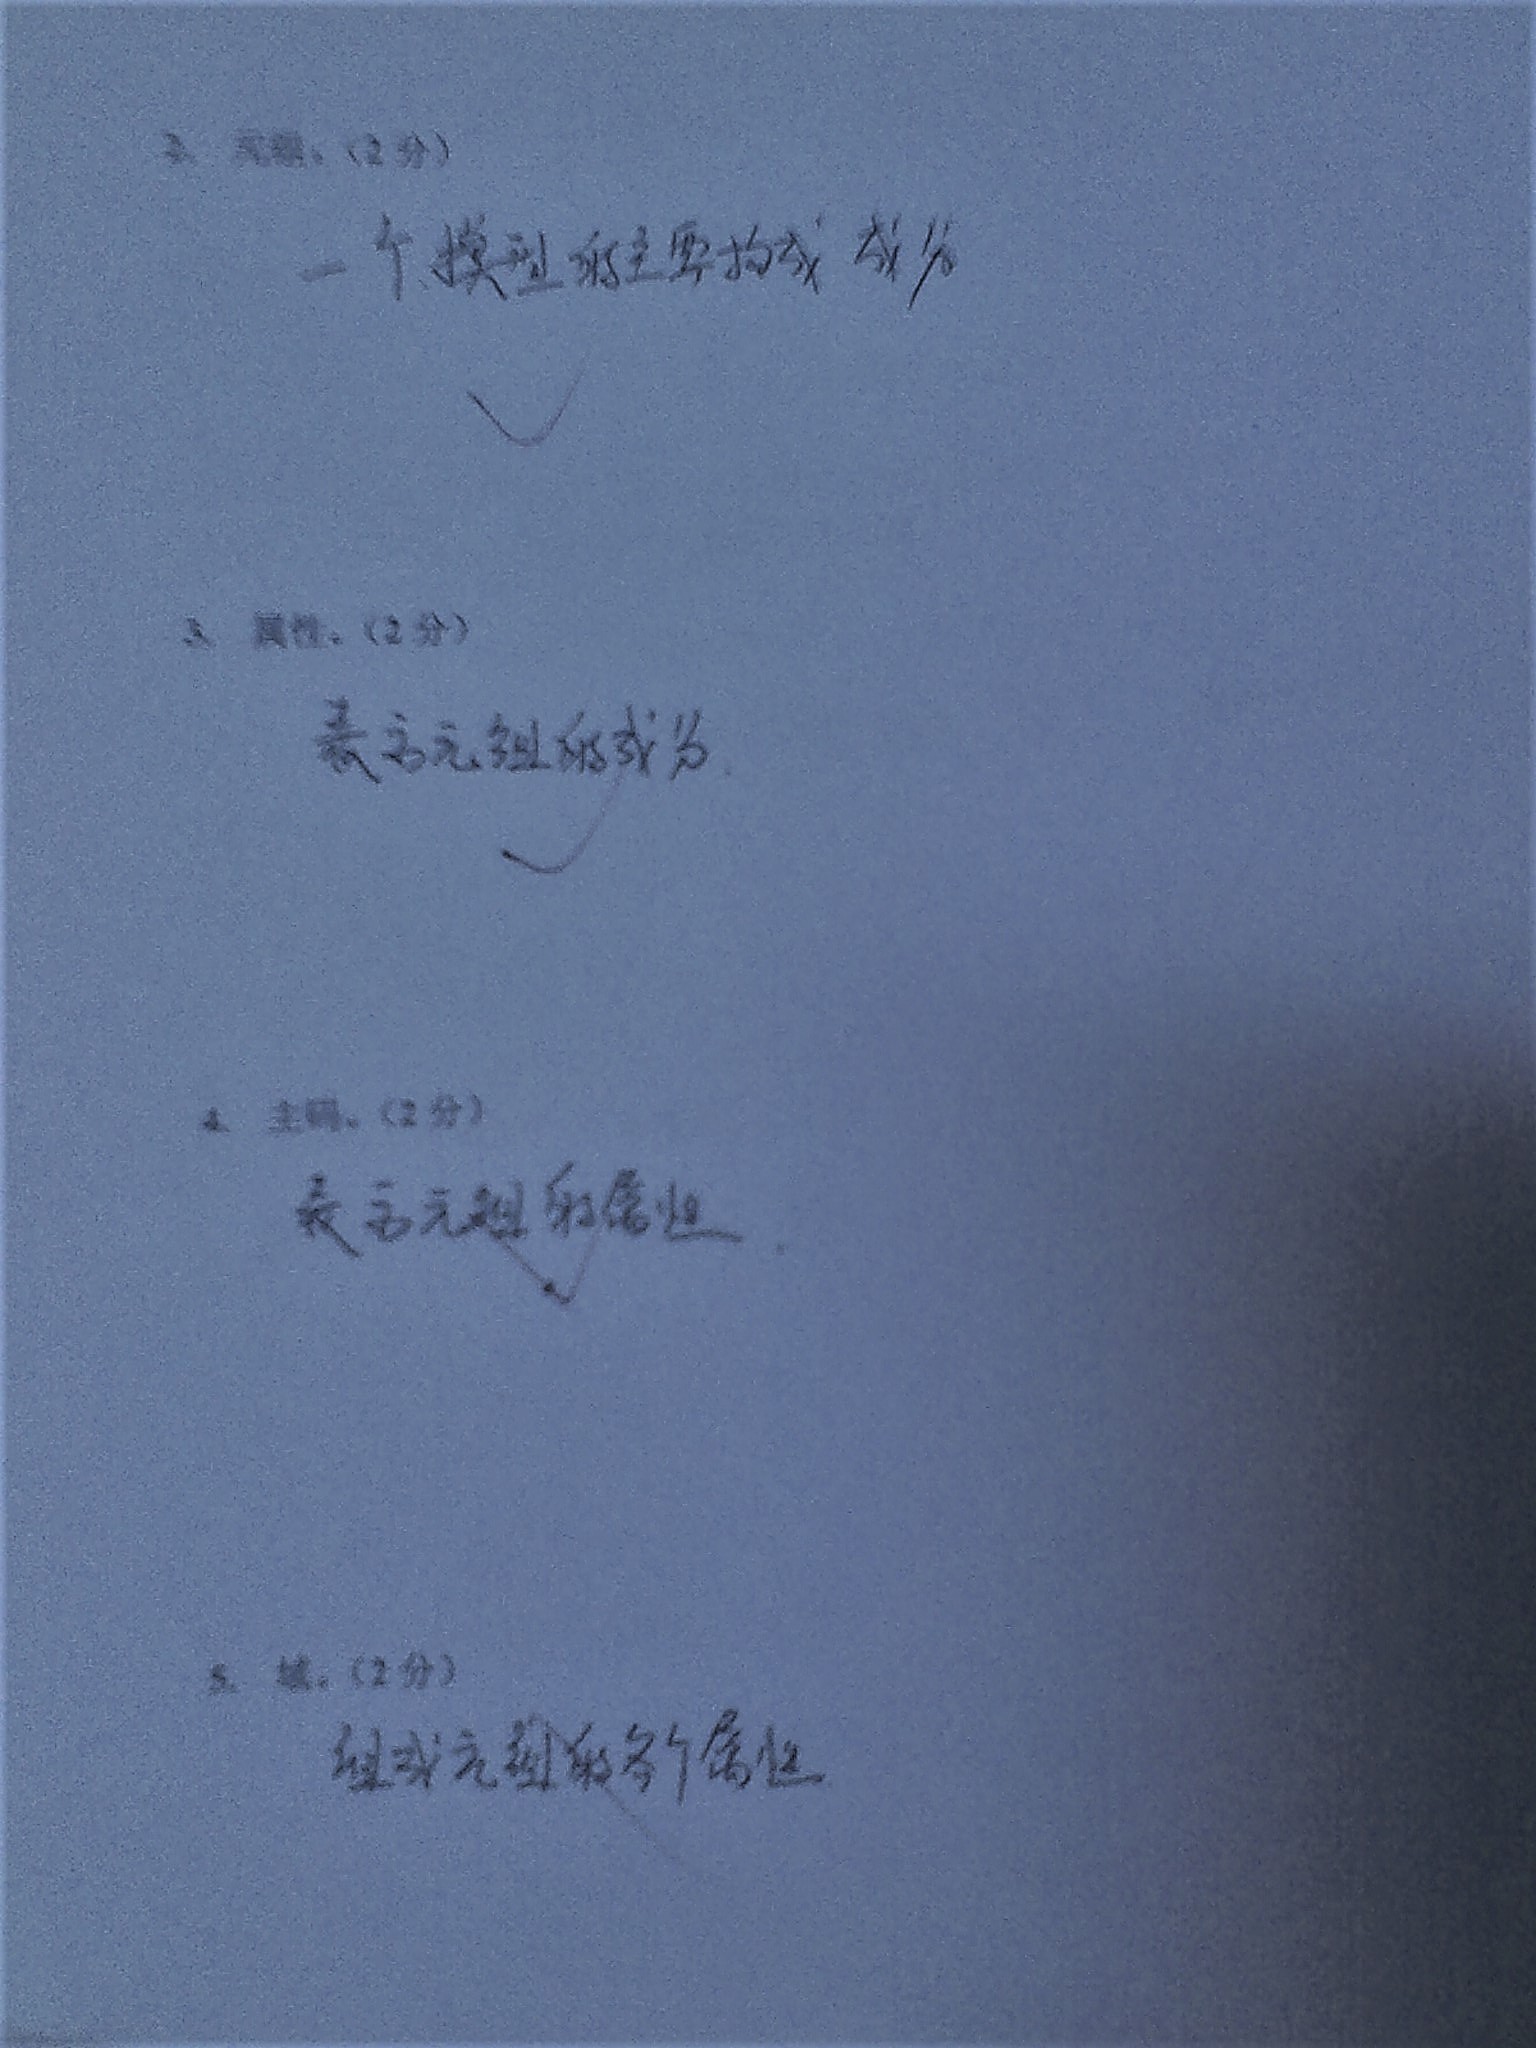 2. 元组。(2分)
一个模型的主要构成 成分
3. 属性。(2分)
表示元组的成分.
4. 主码。(2分)
表示元组的属性.
5. 域。(2分)
组成元组的各个属性